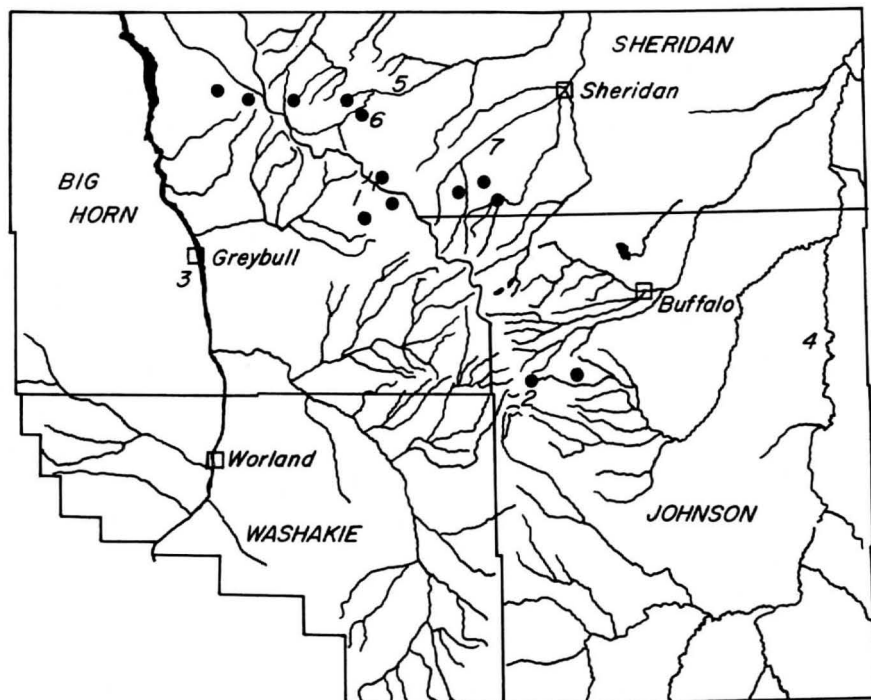 SHERIDAN
5
Sheridan
6
7
BIG
HORN
1
Greybull
3
Buffalo
4
2
Worland
JOHNSON
WASHAKIE